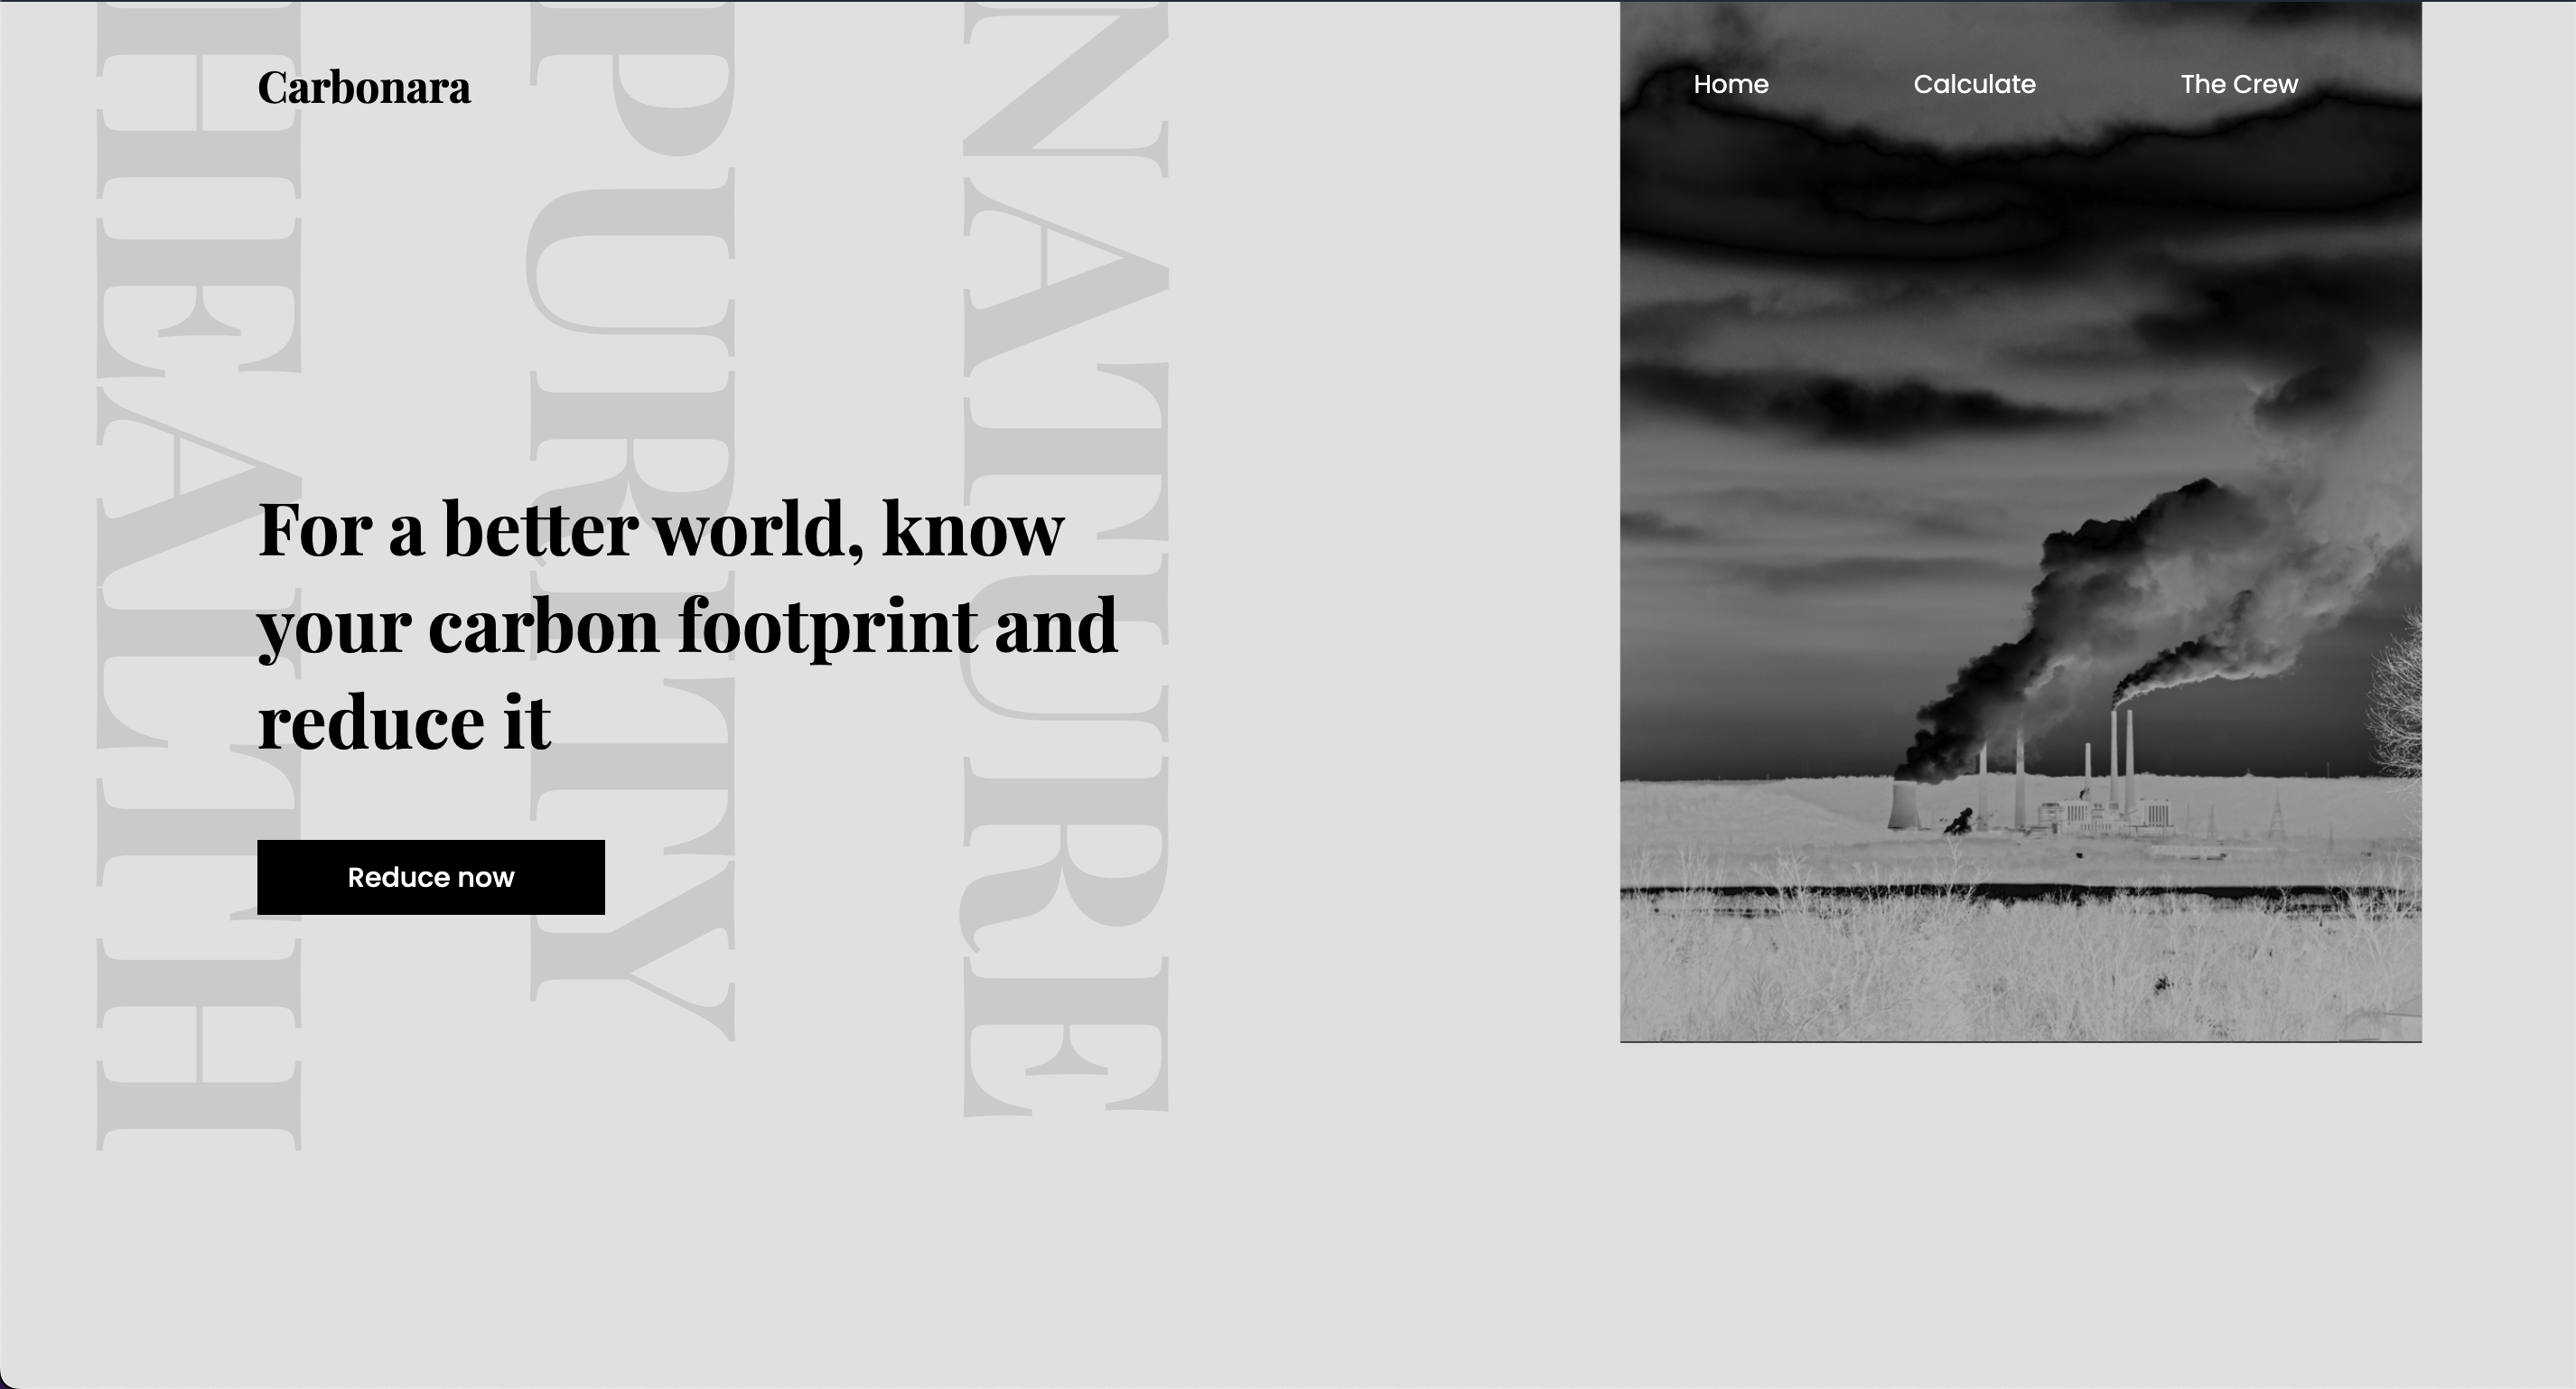 Carbonara
Home
Calculate
The Crew
HEALTH
PURITY
NATURE
For a better world, know
your carbon footprint and
reduce it
Reduce now